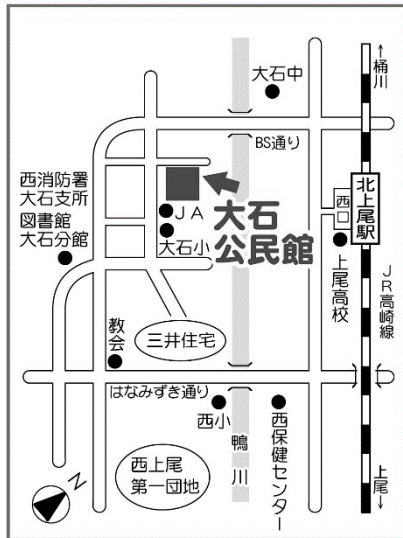 大石中
↑桶川
BS通り
西消防署
大石支所
図書館
大石分館
JA
大石小
大石
公民館
西口
北上尾駅
上尾高校
JR高崎線
教会
三井住宅
はなみずき通り
西小
鴨川
西保健センター
西上尾
第一団地
N
上尾↓